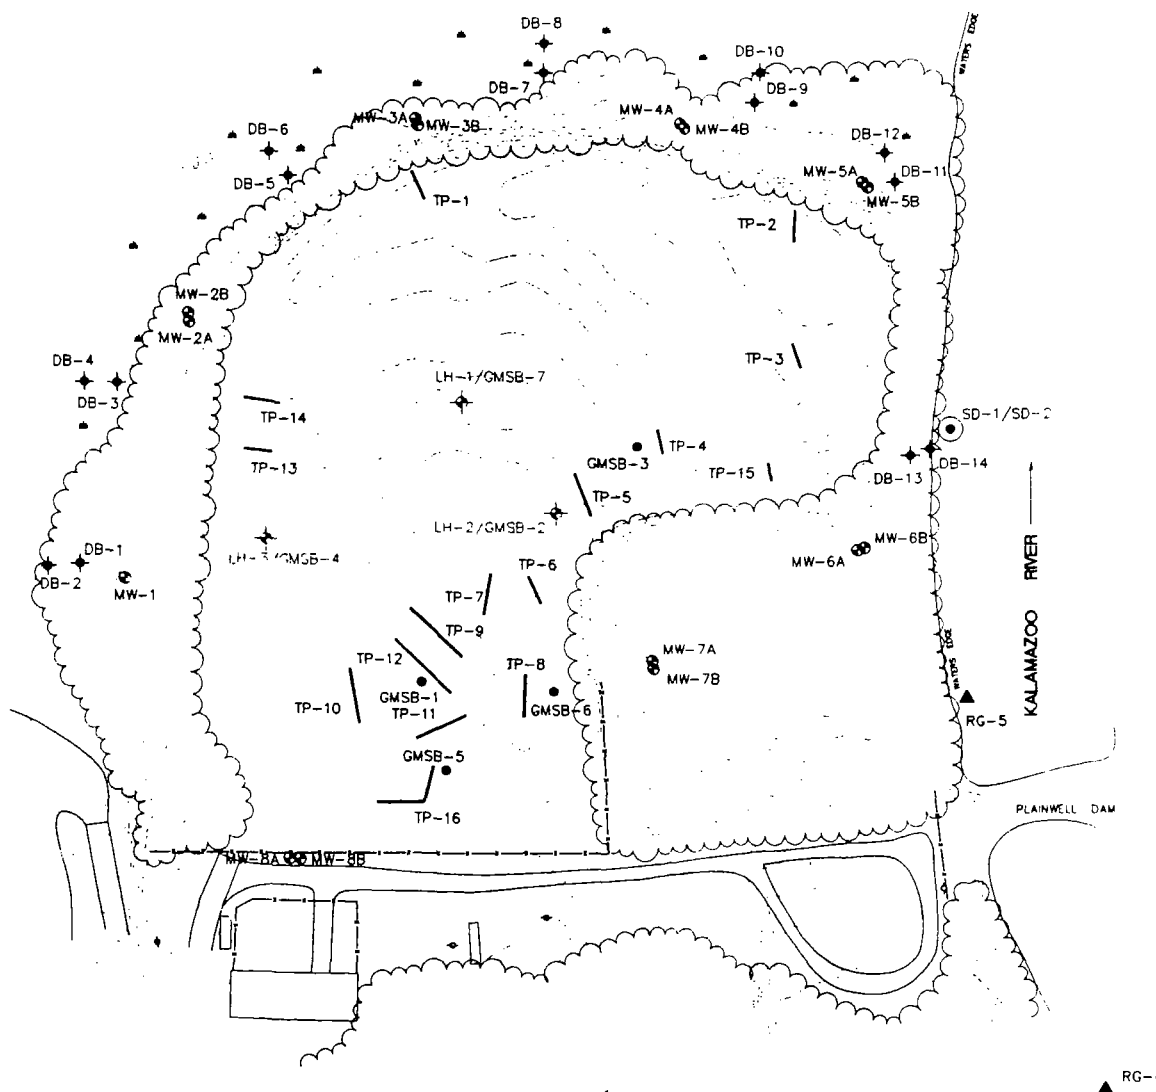 WATERS EDGE
DB-8
DB-7
DB-10
DB-9
MW-3A
MW-3B
MW-4A
MW-4B
DB-6
DB-5
DB-12
DB-11
MW-5A
MW-5B
TP-1
TP-2
MW-2B
MW-2A
TP-3
DB-4
DB-3
LH-1/GMSB-7
TP-14
SD-1/SD-2
TP-4
GMSB-3
TP-13
TP-15
DB-14
DB-13
TP-5
LH-2/GMSB-2
DB-1
DB-2
MW-1
LH-3/GMSB-4
TP-6
MW-6B
MW-6A
TP-7
TP-9
KALAMAZOO RIVER
WATERS EDGE
MW-7A
MW-7B
TP-12
TP-8
GMSB-1
TP-10
TP-11
GMSB-6
RG-5
GMSB-5
TP-16
PLAINWELL DAM
MW-8A
MW-8B